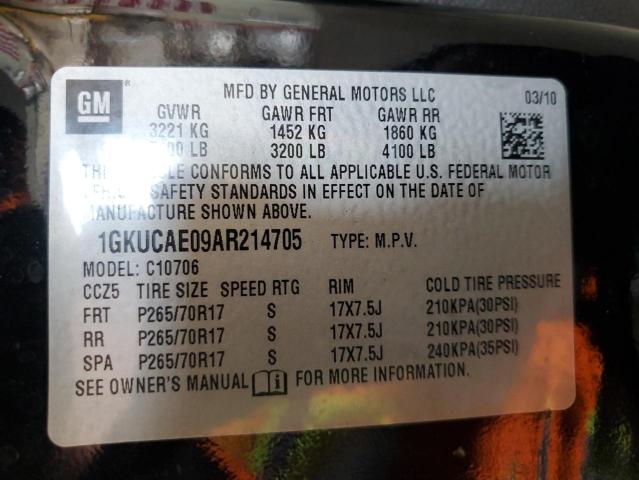 GM
MFD BY GENERAL MOTORS LLC 03/10
GVWR GAWR FRT GAWR RR
3221 KG 1452 KG 1860 KG
LB 3200 LB 4100 LB
CONFORMS TO ALL APPLICABLE U.S. FEDERAL MOTOR
SAFETY STANDARDS IN EFFECT ON THE DATE OF
MANUFACTURE SHOWN ABOVE.
1GKUCAE09AR214705 TYPE: M.P.V.
MODEL: C10706
CCZ5 TIRE SIZE SPEED RTG RIM COLD TIRE PRESSURE
FRT P265/70R17 S 17X7.5J 210KPA(30PSI)
RR P265/70R17 S 17X7.5J 210KPA(30PSI)
SPA P265/70R17 S 17X7.5J 240KPA(35PSI)
SEE OWNER'S MANUAL FOR MORE INFORMATION.